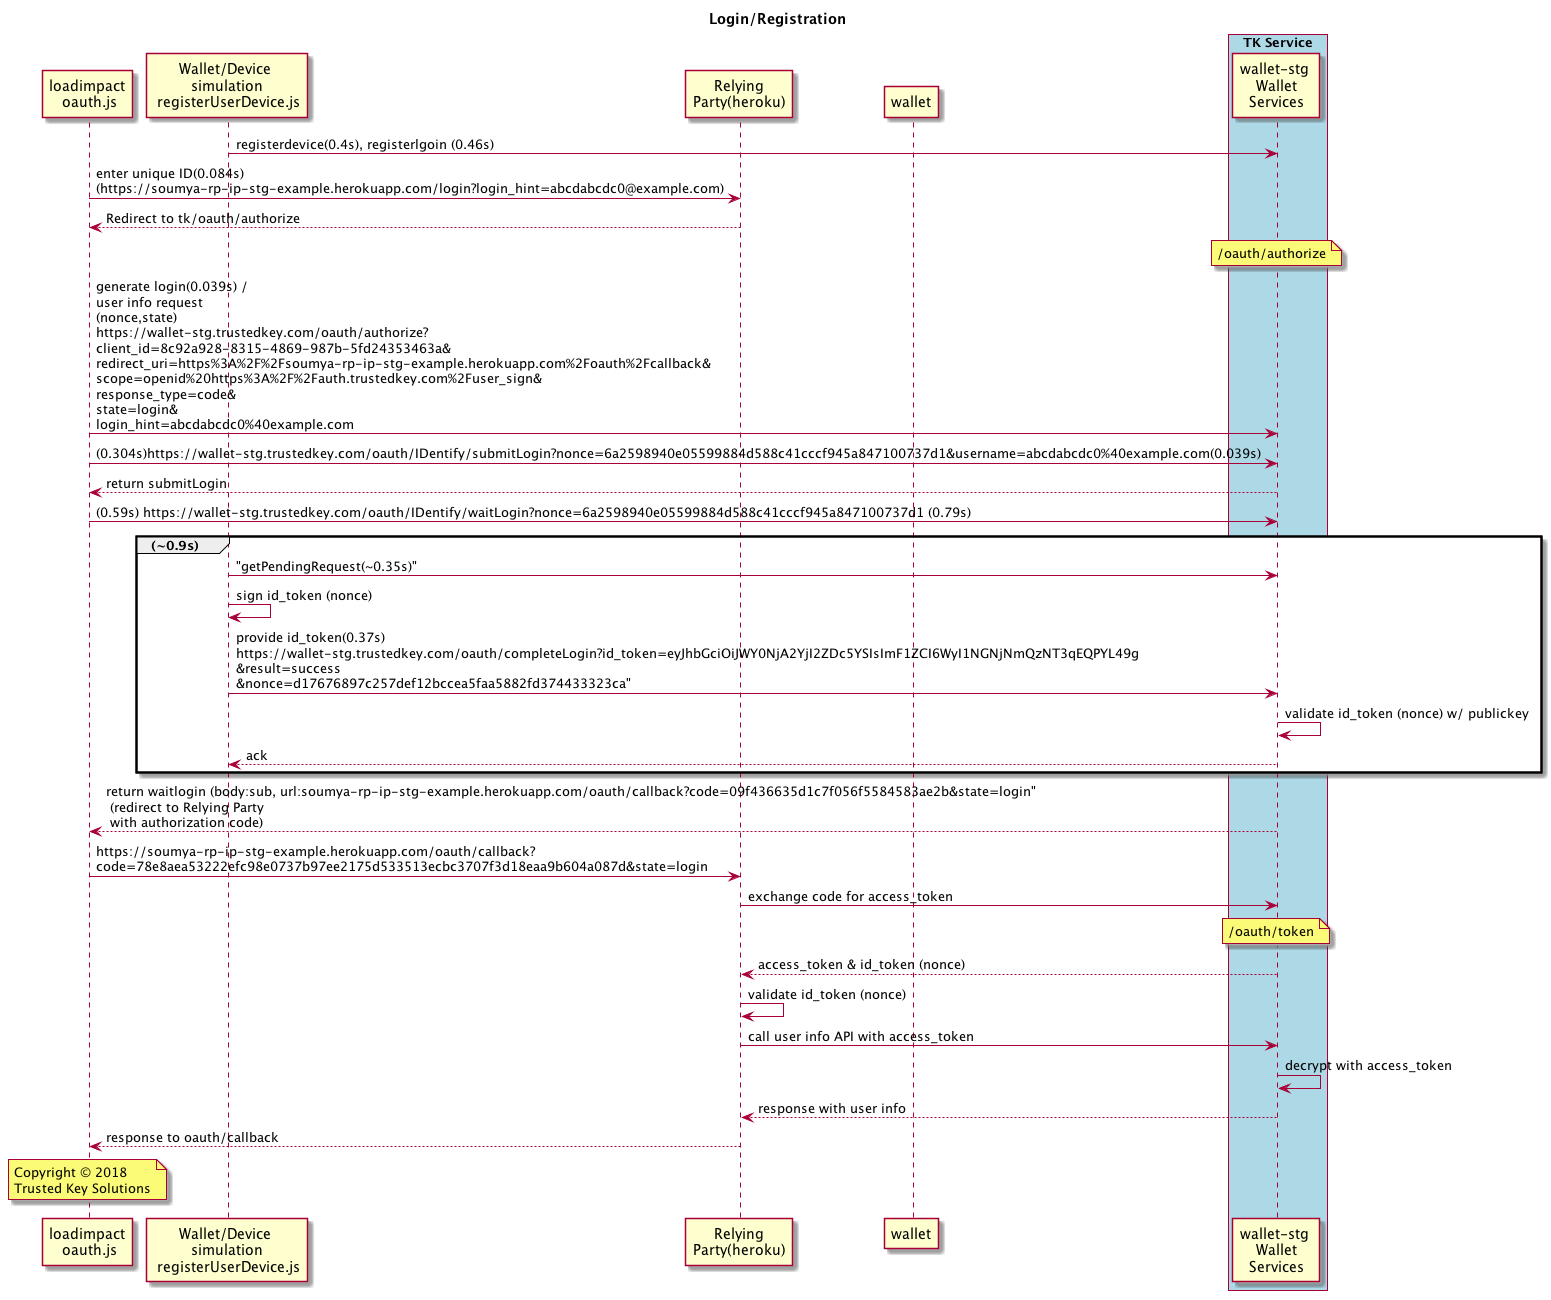 Login/Registration
TK Service
loadimpact
oauth.js
Wallet/Device
simulation
registerUserDevice.js
Relying
Party(heroku)
wallet
wallet-stg
Wallet
Services
registerdevice(0.4s), registerlgoin (0.46s)
enter unique ID(0.084s)
(https://soumya-rp-ip-stg-example.herokuapp.com/login?login_hint=abcdabcdc0@example.com)
Redirect to tk/oauth/authorize
/oauth/authorize
generate login(0.039s) /
user info request
(nonce,state)
https://wallet-stg.trustedkey.com/oauth/authorize?
client_id=8c92a928-8315-4869-987b-5fd24353463a&
redirect_uri=https%3A%2F%2Fsoumya-rp-ip-stg-example.herokuapp.com%2Foauth%2Fcallback&
scope=openid%20https%3A%2F%2Fauth.trustedkey.com%2Fuser_sign&
response_type=code&
state=login&
login_hint=abcdabcdc0%40example.com
(0.304s)https://wallet-stg.trustedkey.com/oauth/IDentify/submitLogin?nonce=6a2598940e05599884d588c41cccf945a847100737d1&username=abcdabcdc0%40example.com(0.039s)
return submitLogin
(0.59s) https://wallet-stg.trustedkey.com/oauth/IDentify/waitLogin?nonce=6a2598940e05599884d588c41cccf945a847100737d1 (0.79s)
(~0.9s)
"getPendingRequest(~0.35s)"
sign id_token (nonce)
provide id_token(0.37s)
https://wallet-stg.trustedkey.com/oauth/completeLogin?id_token=eyJhbGciOiJWY0NjA2YjI2ZDc5YSIsImF1ZCI6WyI1NGNjNmQzNT3qEQPYL49g
&result=success
&nonce=d17676897c257def12bccea5faa5882fd374433323ca"
validate id_token (nonce) w/ publickey
ack
return waitlogin (body:sub, url:soumya-rp-ip-stg-example.herokuapp.com/oauth/callback?code=09f436635d1c7f056f5584583ae2b&state=login"
(redirect to Relying Party
with authorization code)
https://soumya-rp-ip-stg-example.herokuapp.com/oauth/callback?
code=78e8aea53222efc98e0737b97ee2175d533513ecbc3707f3d18eaa9b604a087d&state=login
exchange code for access_token
/oauth/token
access_token & id_token (nonce)
validate id_token (nonce)
call user info API with access_token
decrypt with access_token
response with user info
response to oauth/callback
Copyright © 2018
Trusted Key Solutions
loadimpact
oauth.js
Wallet/Device
simulation
registerUserDevice.js
Relying
Party(heroku)
wallet
wallet-stg
Wallet
Services